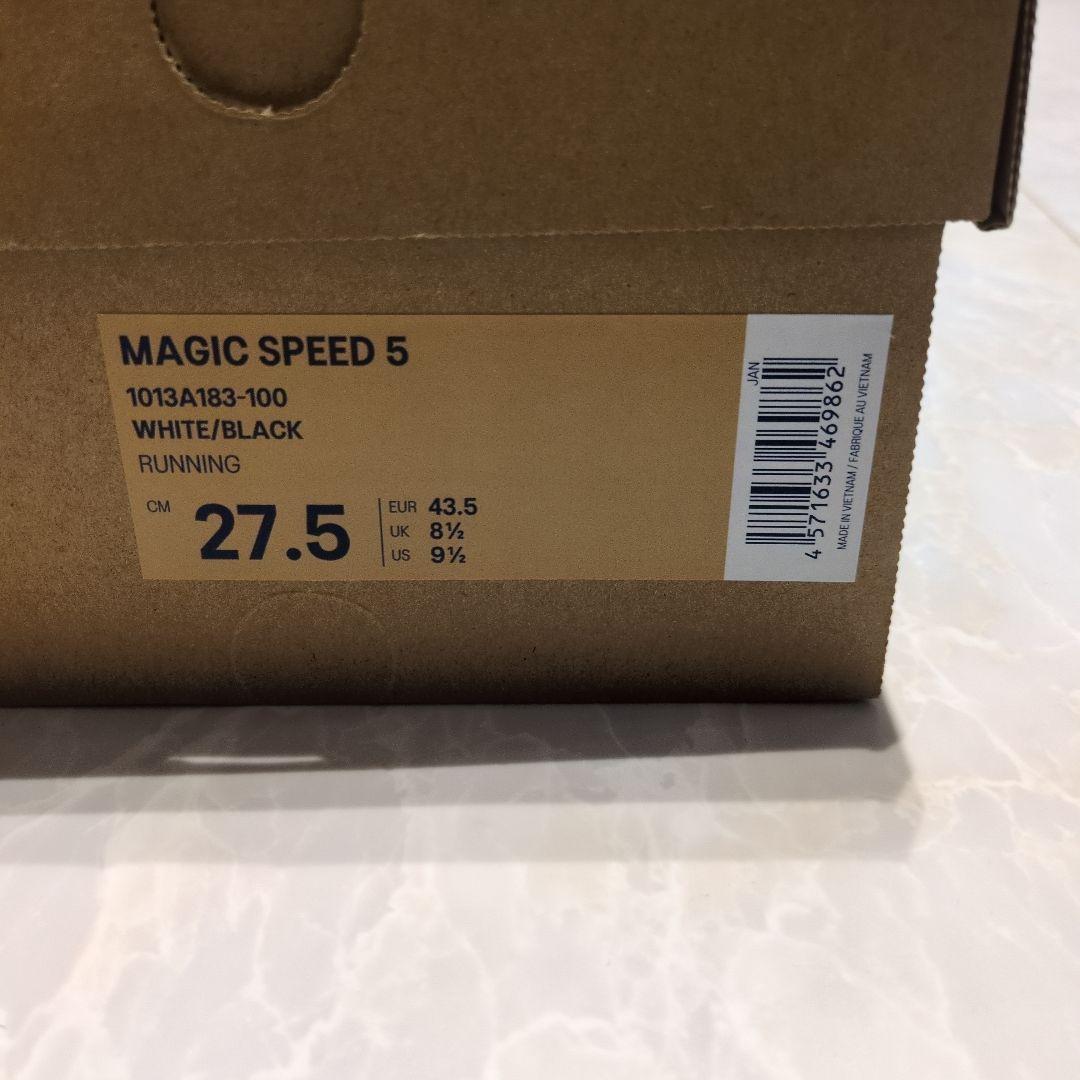 MAGIC SPEED 5
1013A183-100
WHITE/BLACK
RUNNING
CM 27.5
EUR 43.5
UK 8½
US 9½
JAN
4 571633 469862
MADE IN VIETNAM / FABRIQUE AU VIETNAM